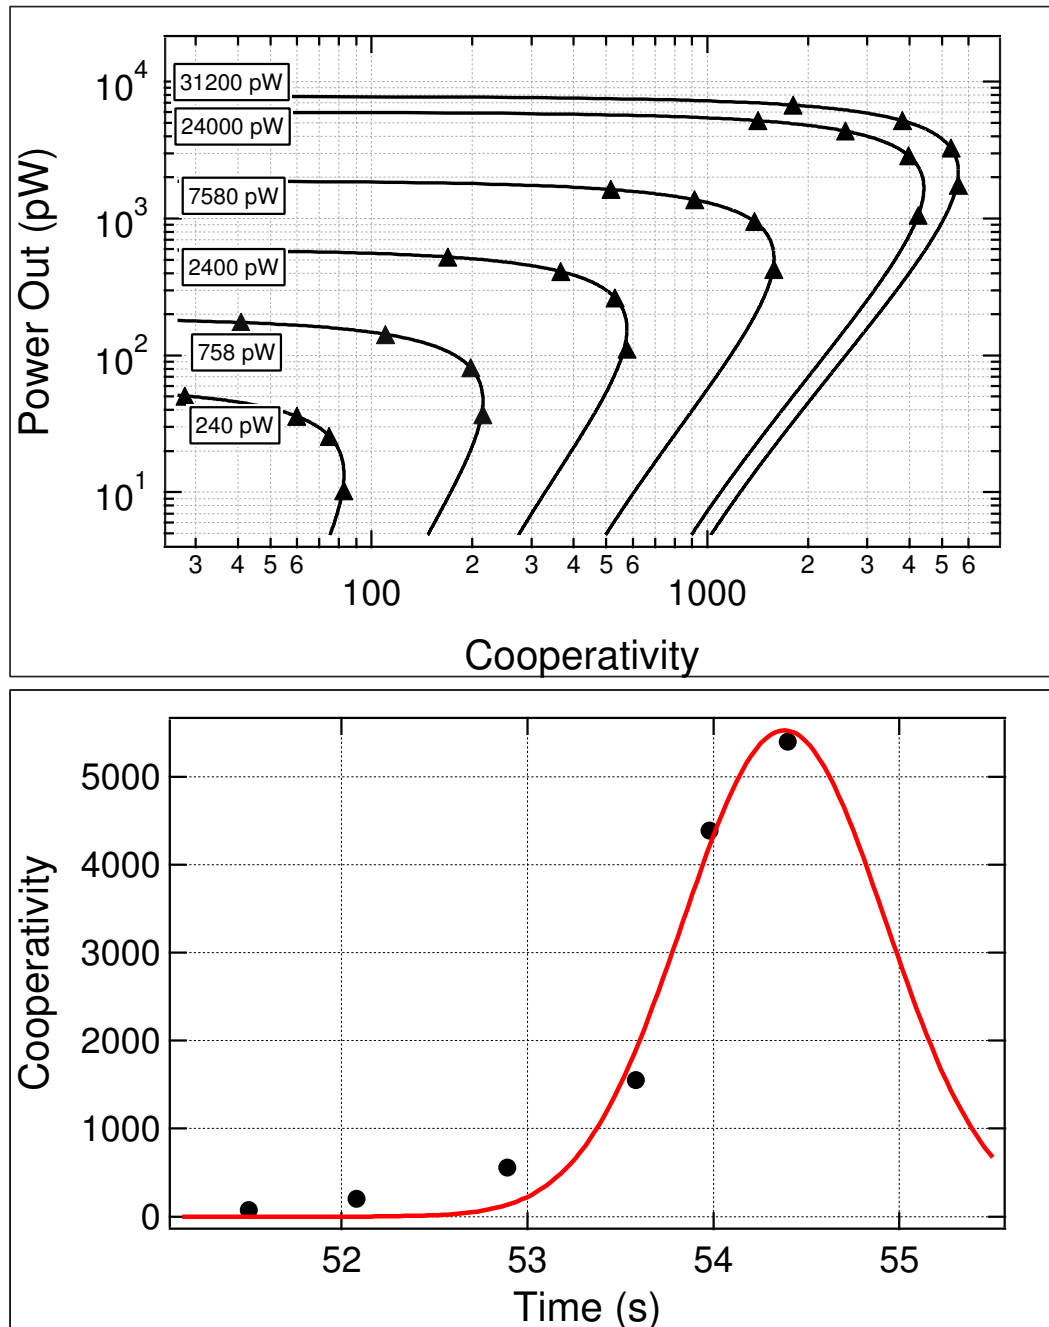 Power Out (pW)
10^4
10^3
10^2
10^1
31200 pW
24000 pW
7580 pW
2400 pW
758 pW
240 pW
3 4 5 6 2 3 4 5 6 2 3 4 5 6
100 1000
Cooperativity
Cooperativity
5000
4000
3000
2000
1000
0
52 53 54 55
Time (s)